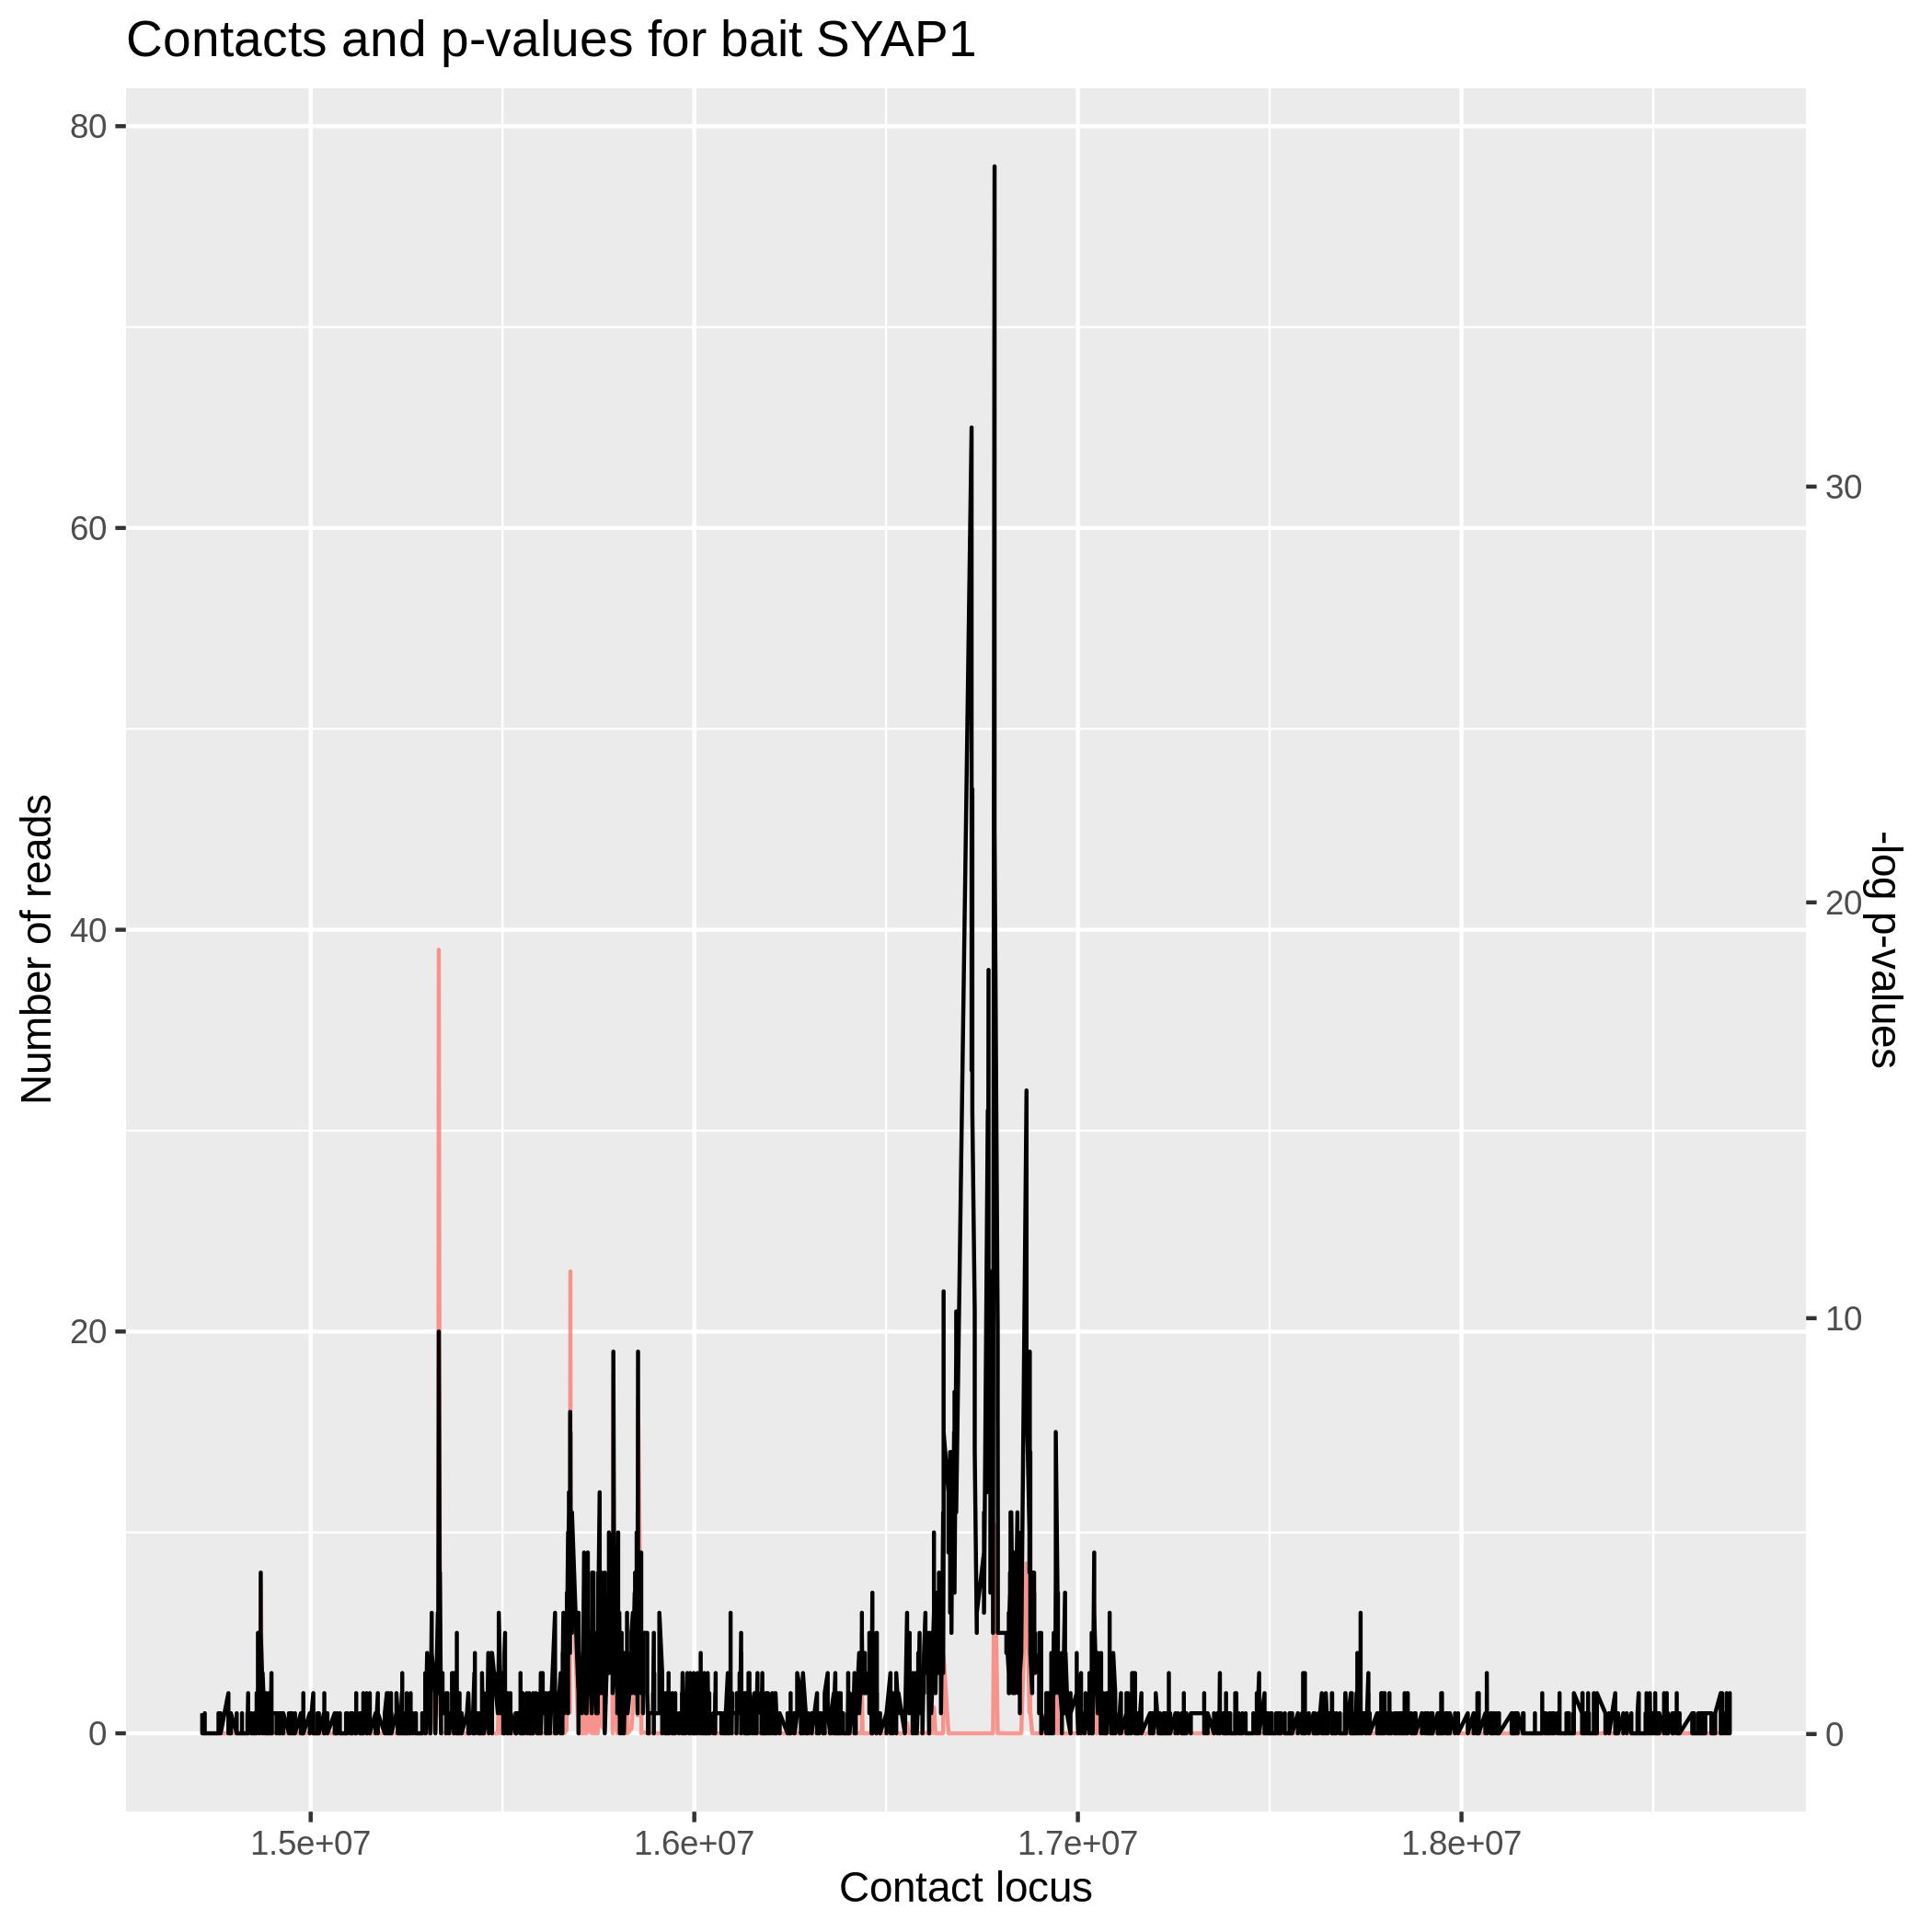 Contacts and p-values for bait SYAP1
80
60
40
20
0
Number of reads
30
20
10
0
-log p-values
1.5e+07
1.6e+07
1.7e+07
1.8e+07
Contact locus